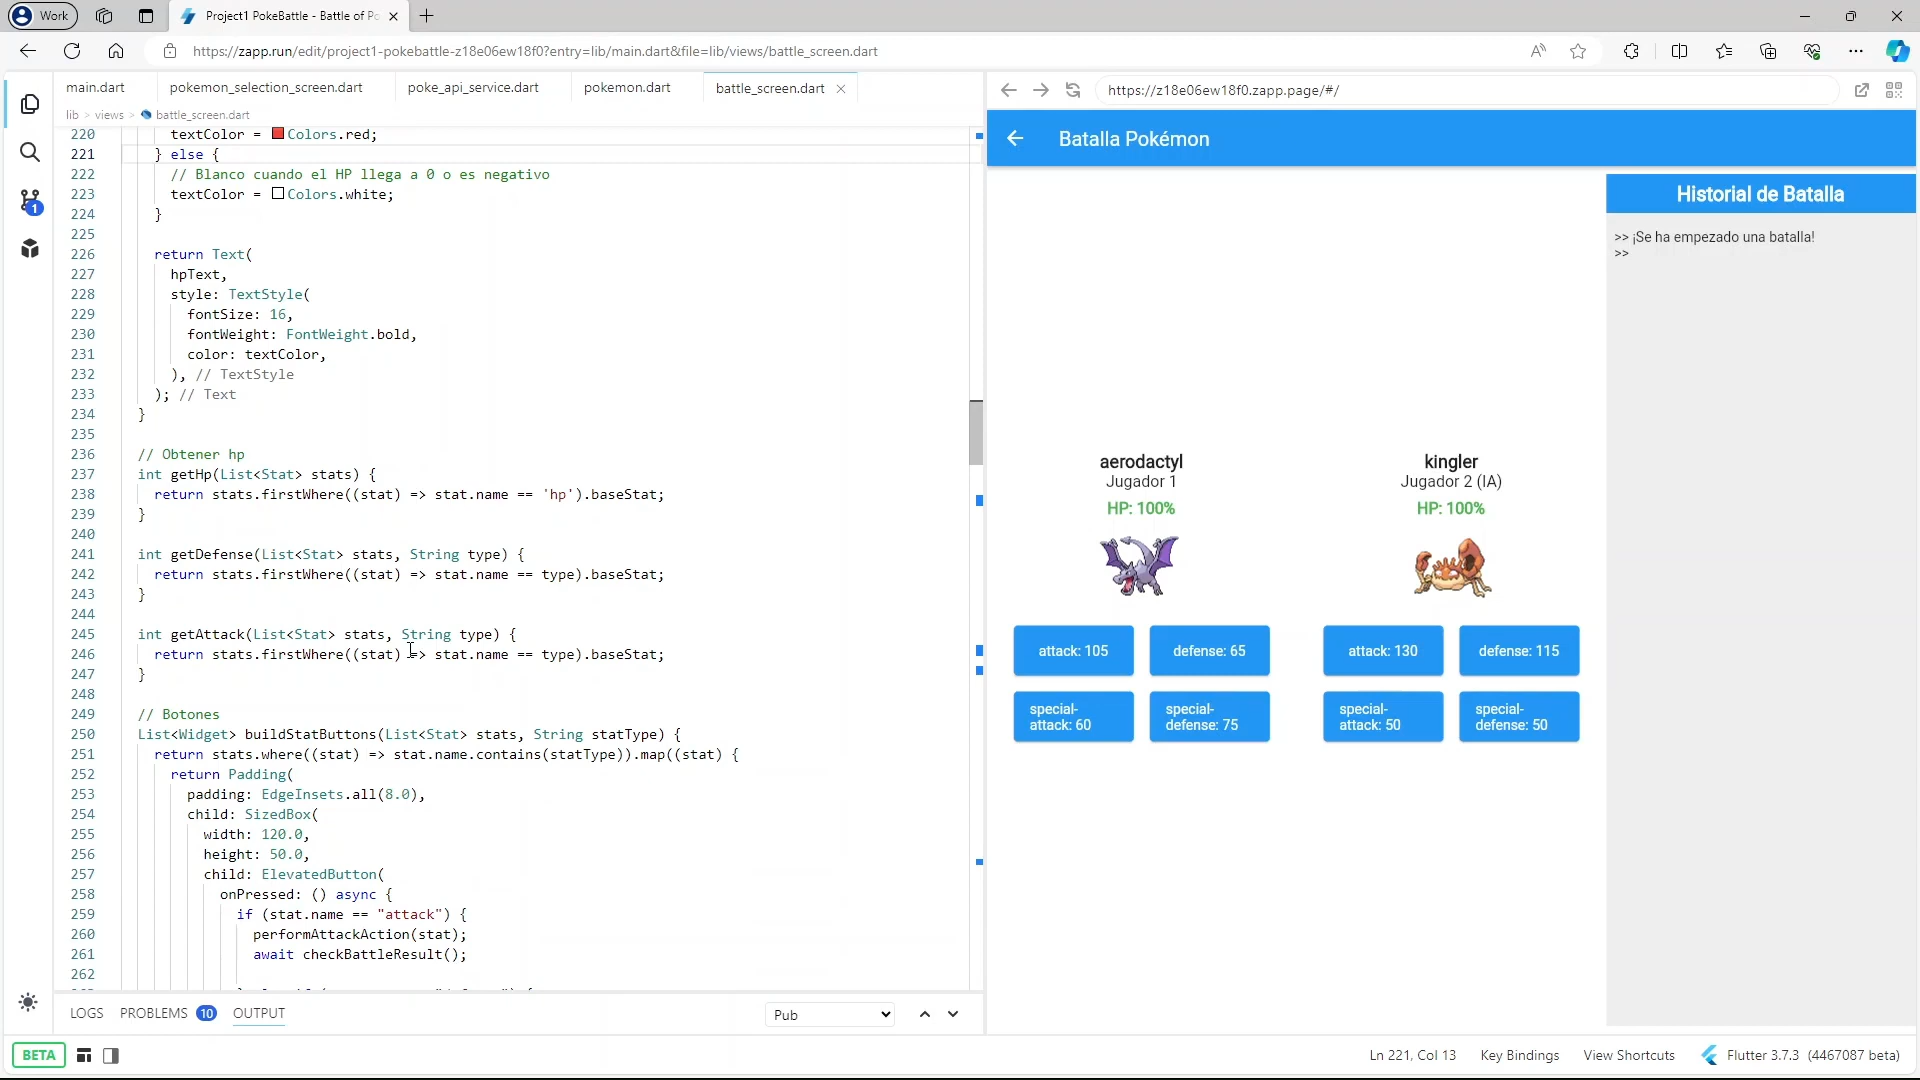 Work
Project1 PokeBattle - Battle of Po
https://zapp.run/edit/project1-pokebattle-z18e06ew18f0?entry=lib/main.dart&file=lib/views/battle_screen.dart
main.dart
pokemon_selection_screen.dart
poke_api_service.dart
pokemon.dart
battle_screen.dart
lib > views > battle_screen.dart
220 textColor = Colors.red;
221 } else {
222 // Blanco cuando el HP llega a 0 o es negativo
223 textColor = Colors.white;
224 }
225
226 return Text(
227 hpText,
228 style: TextStyle(
229 fontSize: 16,
230 fontWeight: FontWeight.bold,
231 color: textColor,
232 ), // TextStyle
233 ); // Text
234 }
235
236 // Obtener hp
237 int getHp(List<Stat> stats) {
238 return stats.firstWhere((stat) => stat.name == 'hp').baseStat;
239 }
240
241 int getDefense(List<Stat> stats, String type) {
242 return stats.firstWhere((stat) => stat.name == type).baseStat;
243 }
244
245 int getAttack(List<Stat> stats, String type) {
246 return stats.firstWhere((stat) => stat.name == type).baseStat;
247 }
248
249 // Botones
250 List<Widget> buildStatButtons(List<Stat> stats, String statType) {
251 return stats.where((stat) => stat.name.contains(statType)).map((stat) {
252 return Padding(
253 padding: EdgeInsets.all(8.0),
254 child: SizedBox(
255 width: 120.0,
256 height: 50.0,
257 child: ElevatedButton(
258 onPressed: () async {
259 if (stat.name == "attack") {
260 performAttackAction(stat);
261 await checkBattleResult();
262
1
LOGS
PROBLEMS 10
OUTPUT
Pub
BETA
Ln 221, Col 13
Key Bindings
View Shortcuts
Flutter 3.7.3 (4467087 beta)
https://z18e06ew18f0.zapp.page/#/
Batalla Pokémon
aerodactyl
Jugador 1
HP: 100%
attack: 105
defense: 65
special-
attack: 60
special-
defense: 75
kingler
Jugador 2 (IA)
HP: 100%
attack: 130
defense: 115
special-
attack: 50
special-
defense: 50
Historial de Batalla
>> ¡Se ha empezado una batalla!
>>